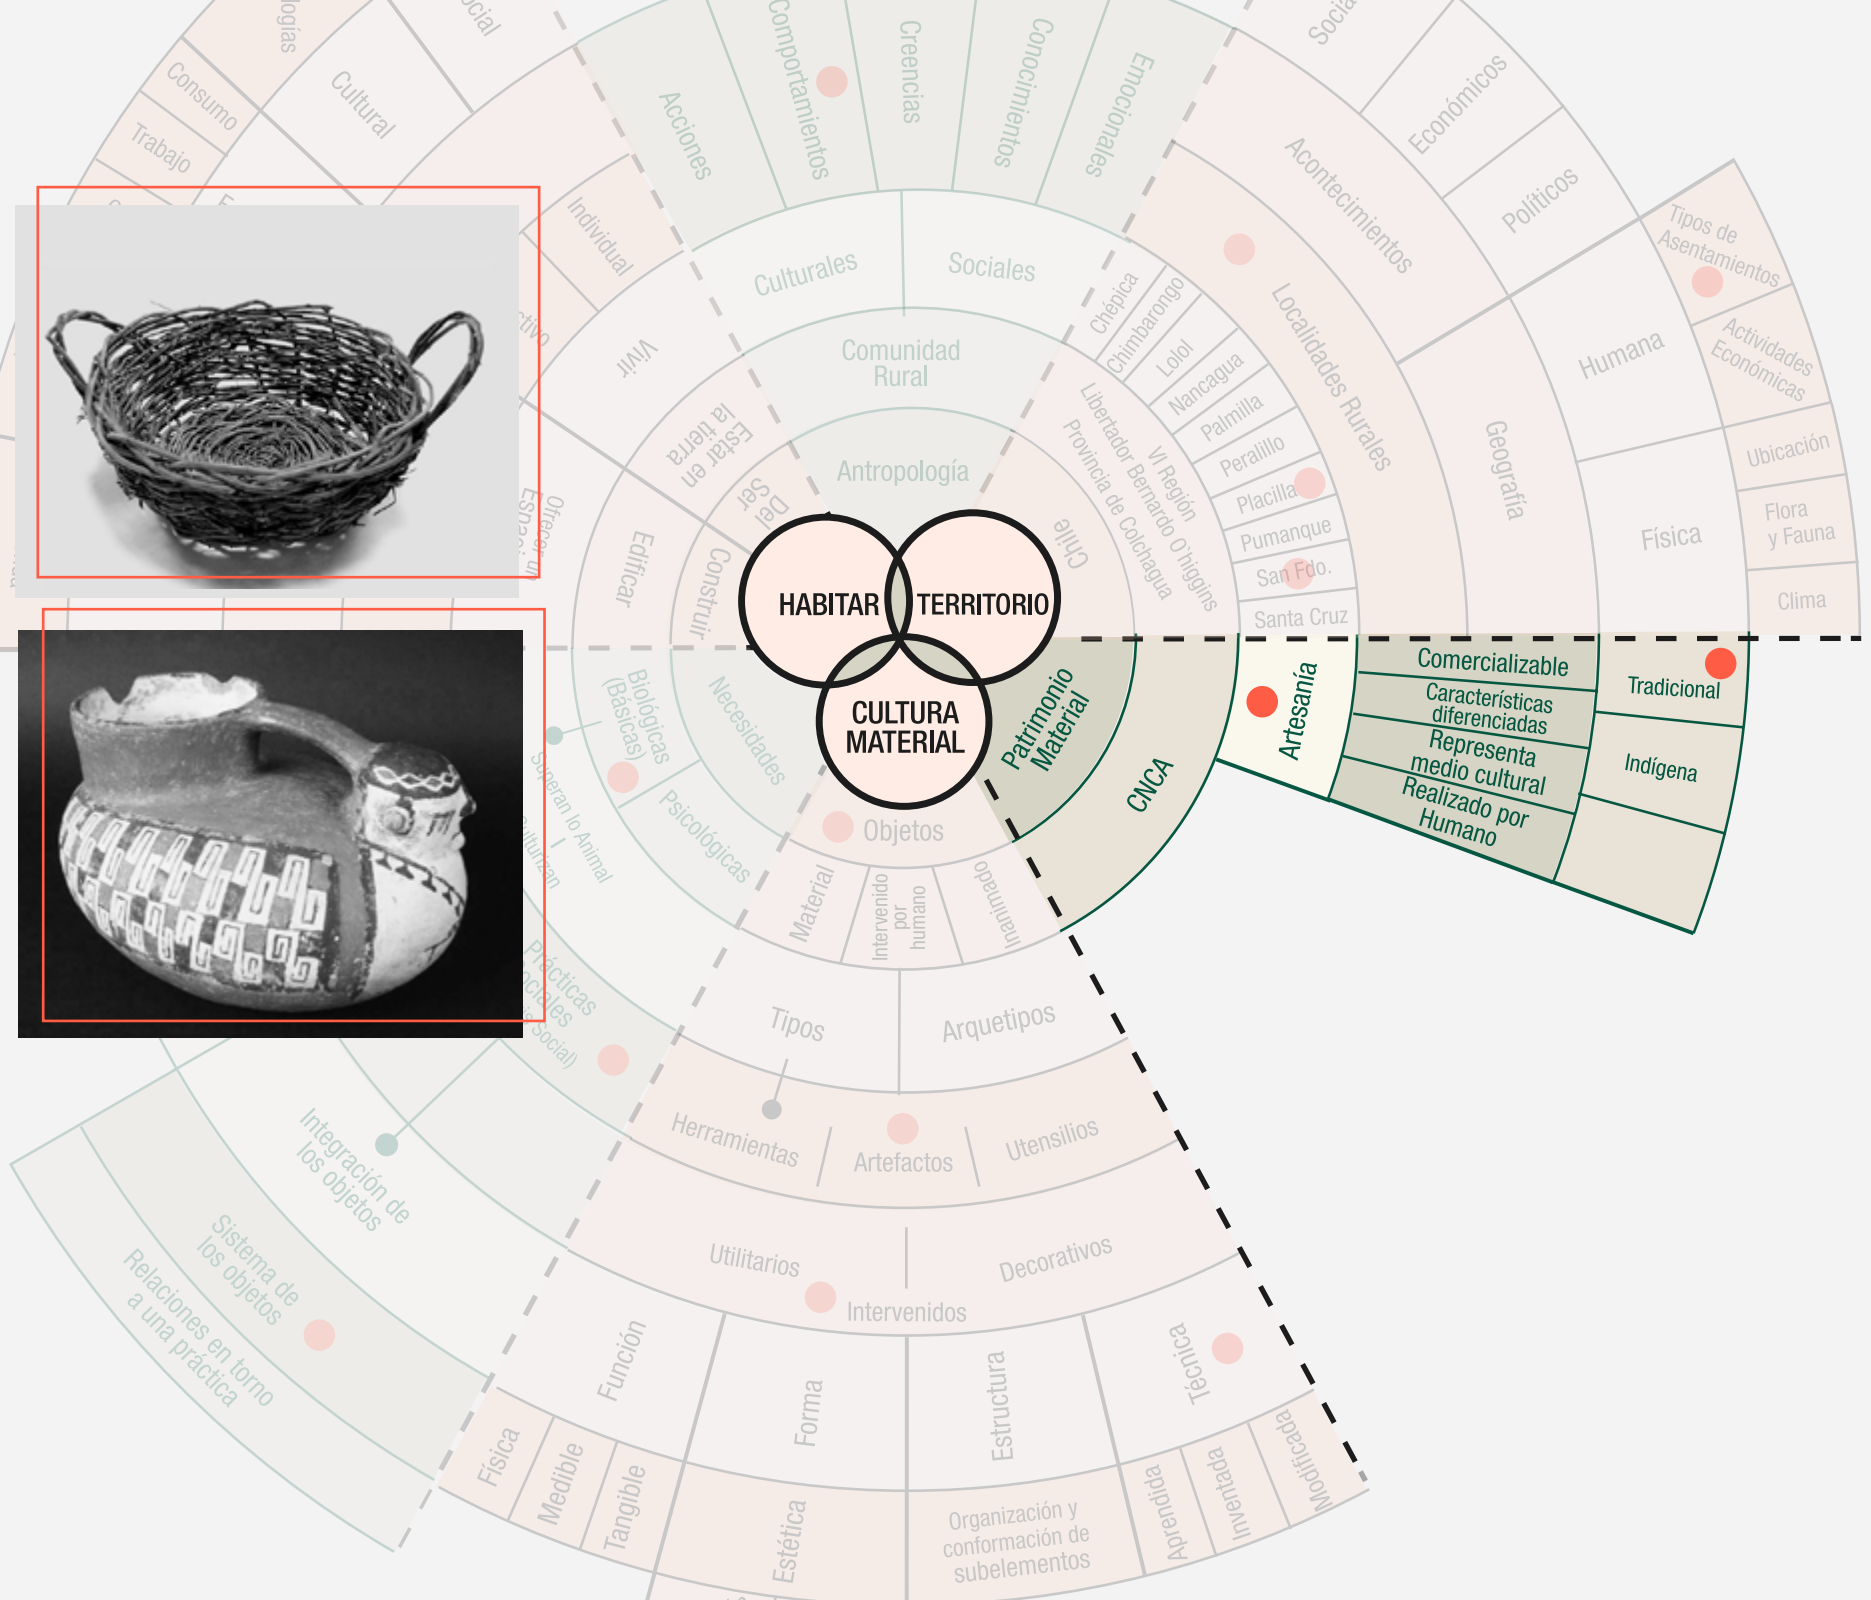 Consumo
Trabajo
Cultural
Individual
Vivir
Estar en
la tierra
Del
Ser
Edificar
Construir
Ofrecer un
Acciones
Comportamientos
Creencias
Conocimientos
Emocionales
Culturales
Sociales
Comunidad
Rural
Antropología
Económicos
Políticos
Acontecimientos
Localidades Rurales
Chépica
Chimbarongo
Lolol
Nancagua
Palmilla
Peralillo
Placilla
Pumanque
San Fdo.
Santa Cruz
VI Región
Libertador Bernardo O'higgins
Provincia de Colchagua
Chile
Geografía
Humana
Física
Tipos de
Asentamientos
Actividades
Económicas
Ubicación
Flora
y Fauna
Clima
HABITAR
TERRITORIO
CULTURA
MATERIAL
Patrimonio
Material
CNCA
Artesanía
Comercializable
Características
diferenciadas
Representa
medio cultural
Realizado por
Humano
Tradicional
Indígena
Necesidades
Biológicas
(Básicas)
Psicológicas
Superan lo Animal
Prácticas
Integración de
los objetos
Sistema de
los objetos
Relaciones en torno
a una práctica
Objetos
Material
Intervenido
por
humano
Inanimado
Tipos
Arquetipos
Herramientas
Artefactos
Utensilios
Utilitarios
Decorativos
Intervenidos
Función
Forma
Estructura
Técnica
Física
Medible
Tangible
Estética
Organización y
conformación de
subelementos
Aprendida
Inventada
Modificada